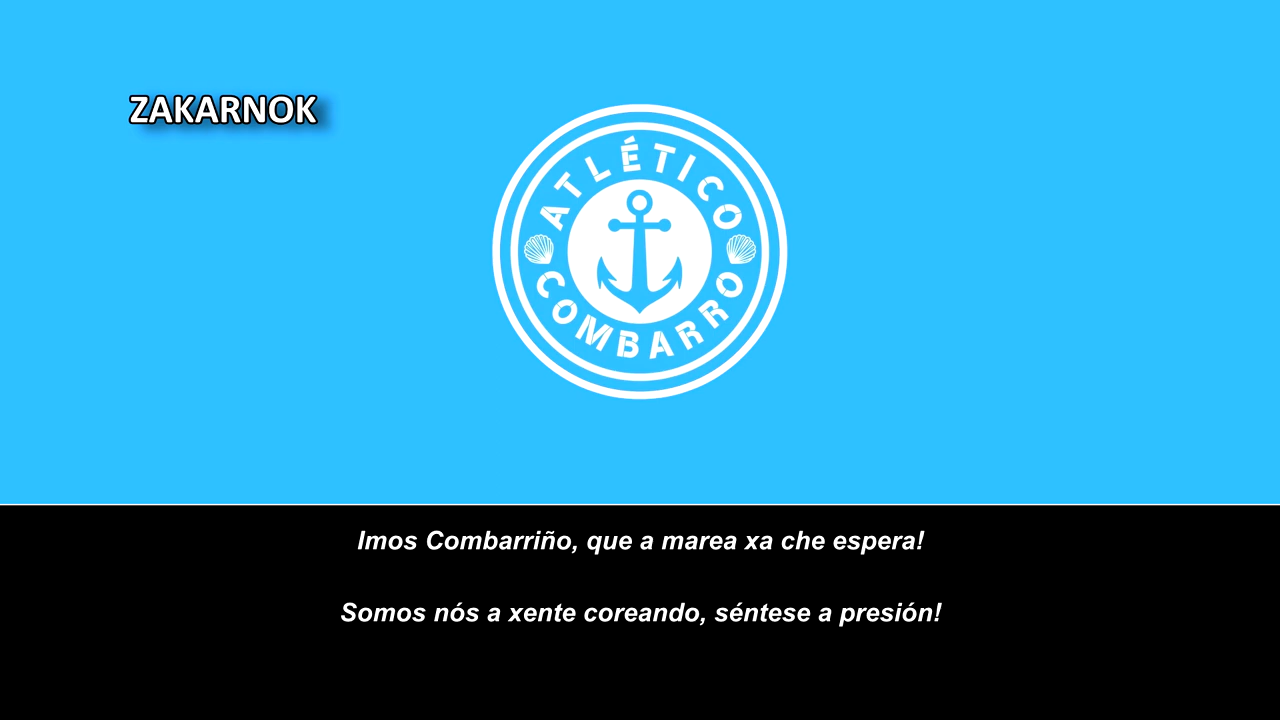 ZAKARNOK
ATLÉTICO
COMBARRO
Imos Combarriño, que a marea xa che espera!
Somos nós a xente coreando, séntese a presión!